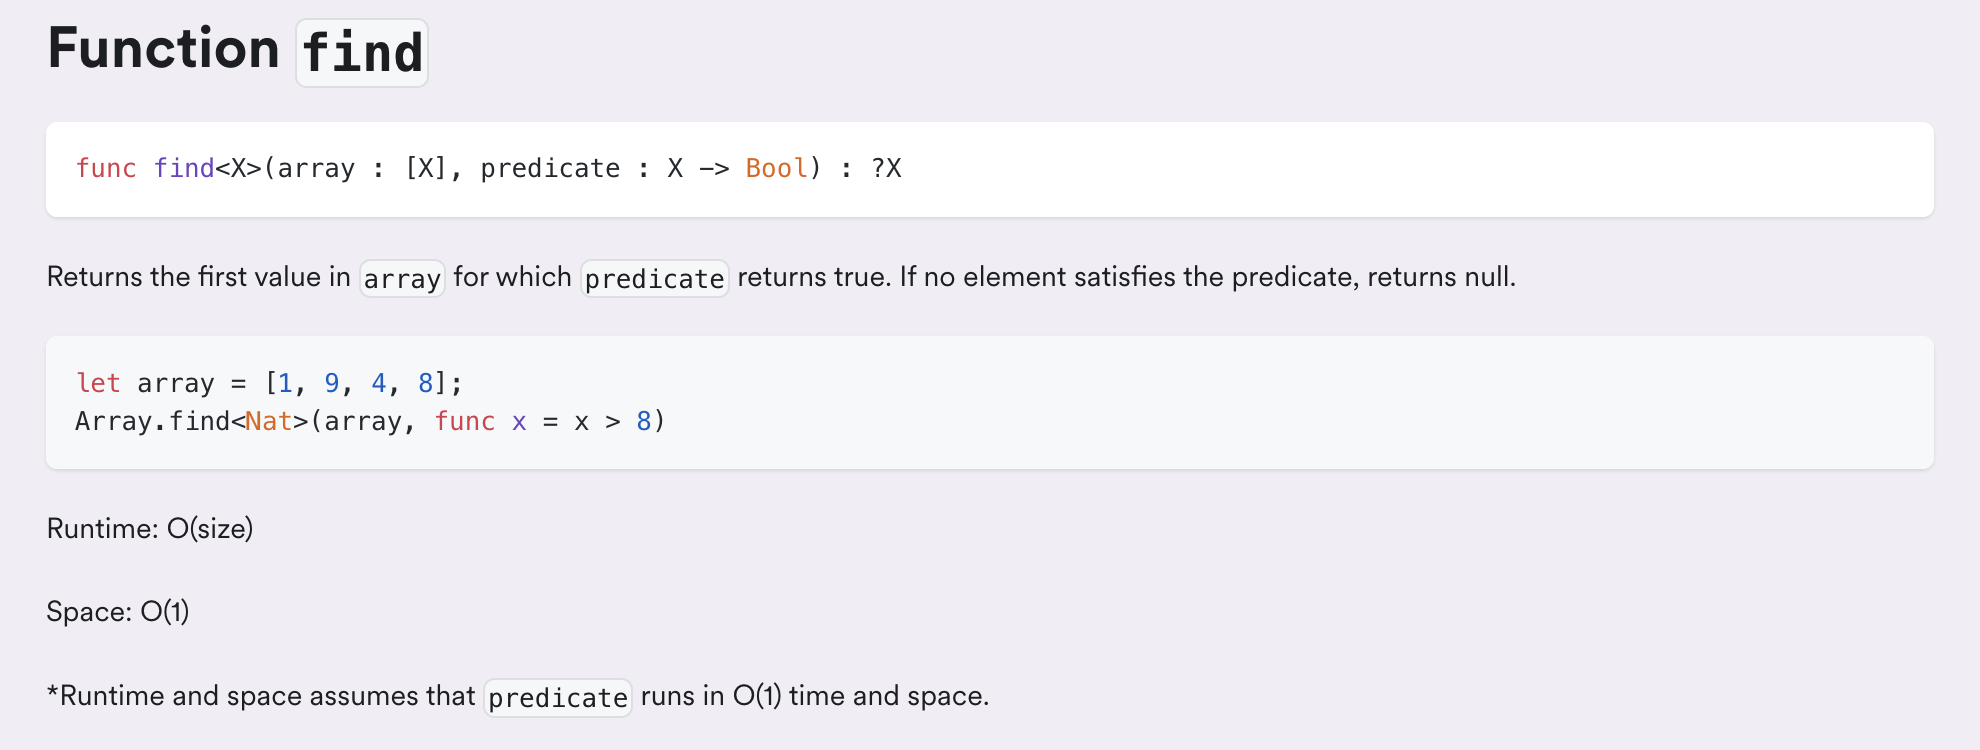 Function find
func find<X>(array : [X], predicate : X -> Bool) : ?X
Returns the first value in array for which predicate returns true. If no element satisfies the predicate, returns null.
let array = [1, 9, 4, 8];
Array.find<Nat>(array, func x = x > 8)
Runtime: O(size)
Space: O(1)
*Runtime and space assumes that predicate runs in O(1) time and space.